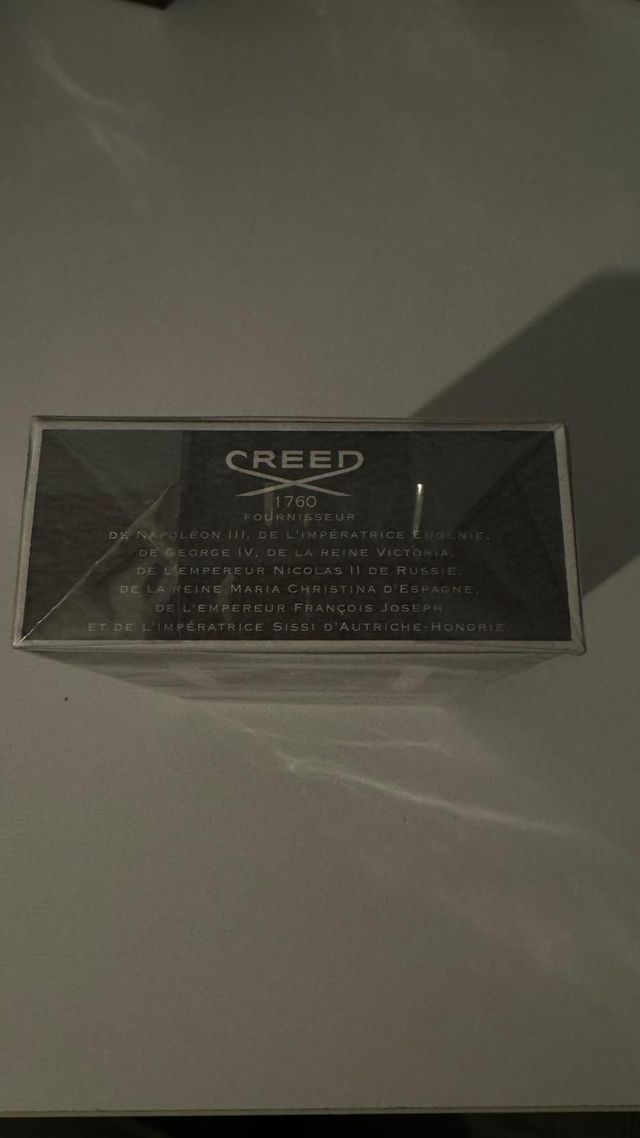 CREED
1760
FOURNISSEUR
DE NAPOLÉON III, DE L'IMPÉRATRICE EUGÉNIE,
DE GEORGE IV, DE LA REINE VICTORIA,
DE L'EMPEREUR NICOLAS II DE RUSSIE,
DE LA REINE MARIA CHRISTINA D'ESPAGNE,
DE L'EMPEREUR FRANÇOIS JOSEPH
ET DE L'IMPÉRATRICE SISSI D'AUTRICHE-HONGRIE.